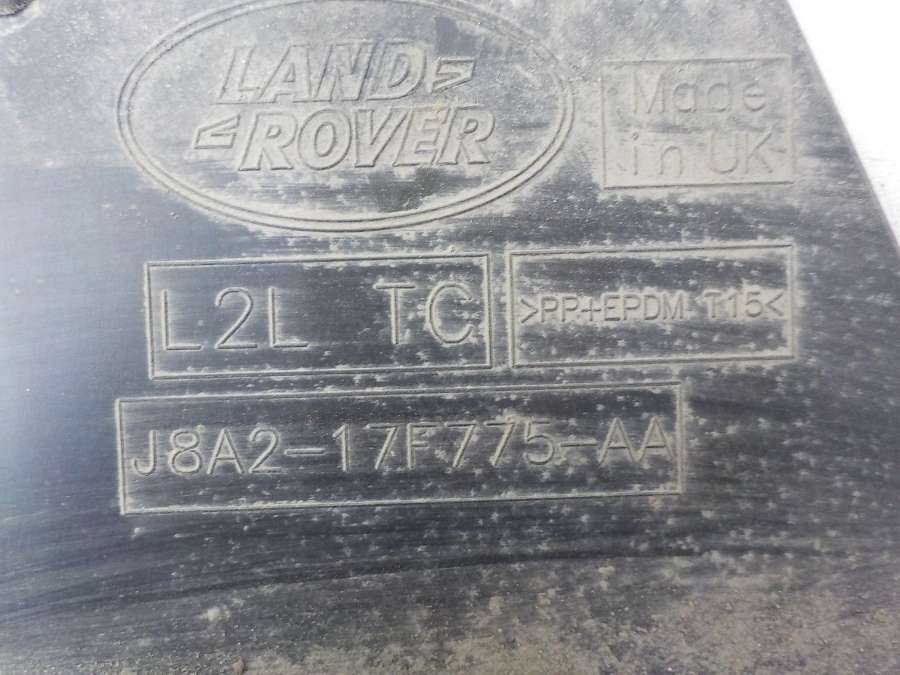 LAND
ROVER
Made
in UK
L2L TC
>PP+EPDM T15<
J8A2-17F775-AA